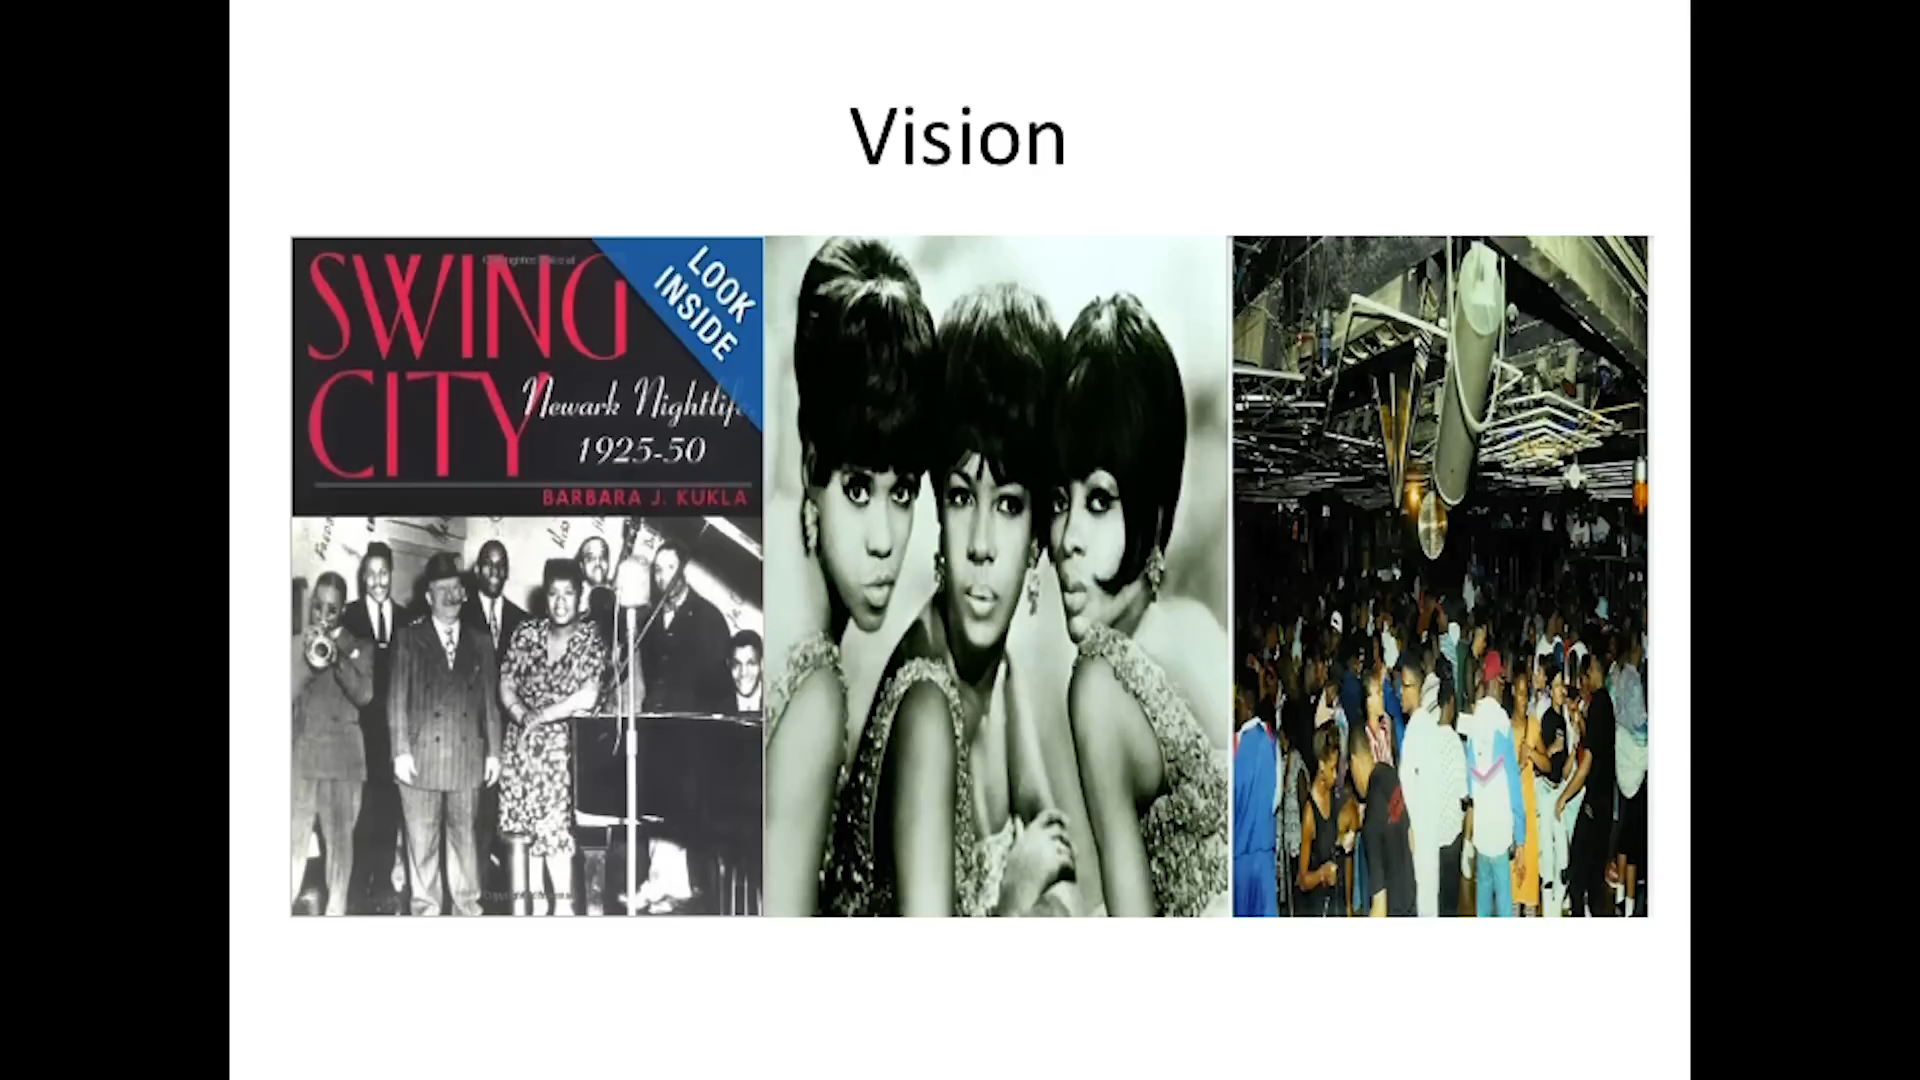 Vision
LOOK
INSIDE
SWING
CITY
Newark Nightlife
1925-50
BARBARA J. KUKLA